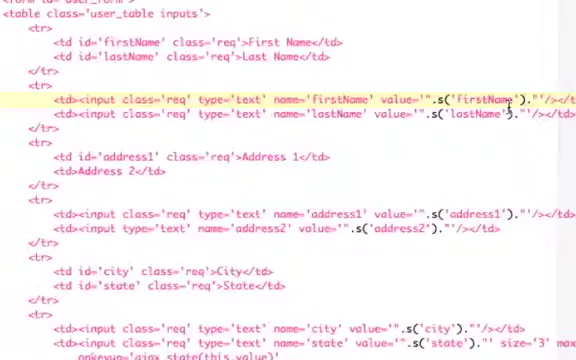 <table class='user_table inputs'>
<tr>
<td id='firstName' class='req'>First Name</td>
<td id='lastName' class='req'>Last Name</td>
</tr>
<tr>
<td><input class='req' type='text' name='firstName' value='".s('firstName')."'/></t
<td><input class='req' type='text' name='lastName' value='".s('lastName')."'/></td>
</tr>
<tr>
<td id='address1' class='req'>Address 1</td>
<td>Address 2</td>
</tr>
<tr>
<td><input class='req' type='text' name='address1' value='".s('address1')."'/></td>
<td><input type='text' name='address2' value='".s('address2')."'/></td>
</tr>
<tr>
<td id='city' class='req'>City</td>
<td id='state' class='req'>State</td>
</tr>
<tr>
<td><input class='req' type='text' name='city' value='".s('city')."'/></td>
<td><input class='req' type='text' name='state' value='".s('state')."' size='3' max
onkeyup='ajax_state(this.value)'